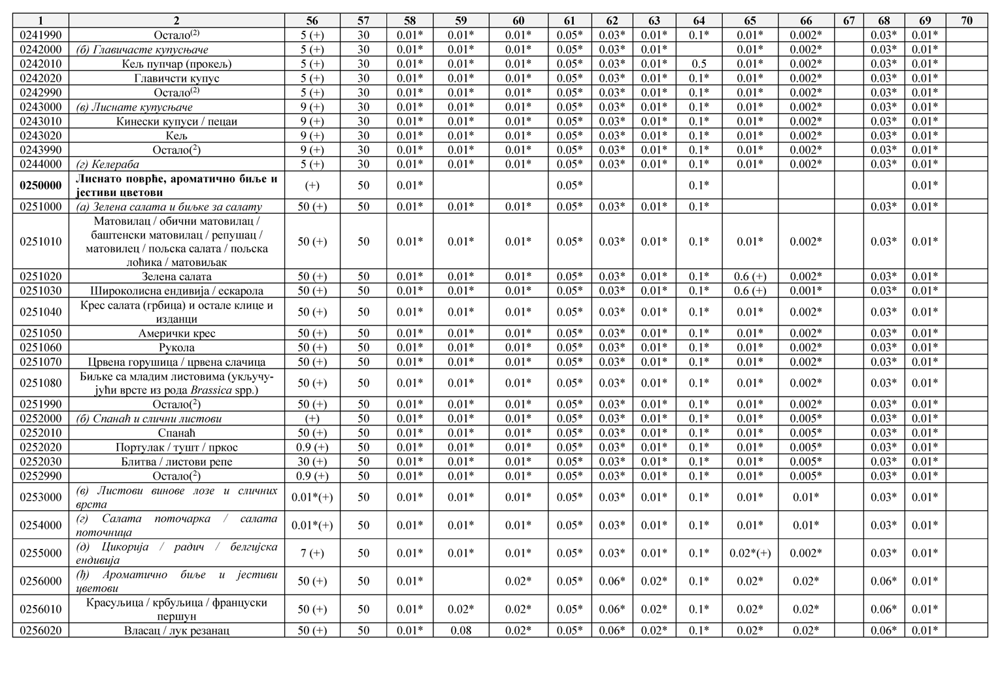 1 2 56 57 58 59 60 61 62 63 64 65 66 67 68 69 70
0241990 Остало(2) 5 (+) 30 0.01* 0.01* 0.01* 0.05* 0.03* 0.01* 0.1* 0.01* 0.002* 0.03* 0.01*
0242000 (б) Главичасте купусњаче 5 (+) 30 0.01* 0.01* 0.01* 0.05* 0.03* 0.01* 0.01* 0.002* 0.03* 0.01*
0242010 Кељ пупчар (прокељ) 5 (+) 30 0.01* 0.01* 0.01* 0.05* 0.03* 0.01* 0.5 0.01* 0.002* 0.03* 0.01*
0242020 Главичсти купус 5 (+) 30 0.01* 0.01* 0.01* 0.05* 0.03* 0.01* 0.1* 0.01* 0.002* 0.03* 0.01*
0242990 Остало(2) 5 (+) 30 0.01* 0.01* 0.01* 0.05* 0.03* 0.01* 0.1* 0.01* 0.002* 0.03* 0.01*
0243000 (в) Лиснате купусњаче 9 (+) 30 0.01* 0.01* 0.01* 0.05* 0.03* 0.01* 0.1* 0.01* 0.002* 0.03* 0.01*
0243010 Кинески купуси / пецаи 9 (+) 30 0.01* 0.01* 0.01* 0.05* 0.03* 0.01* 0.1* 0.01* 0.002* 0.03* 0.01*
0243020 Кељ 9 (+) 30 0.01* 0.01* 0.01* 0.05* 0.03* 0.01* 0.1* 0.01* 0.002* 0.03* 0.01*
0243990 Остало(2) 9 (+) 30 0.01* 0.01* 0.01* 0.05* 0.03* 0.01* 0.1* 0.01* 0.002* 0.03* 0.01*
0244000 (г) Келераба 5 (+) 30 0.01* 0.01* 0.01* 0.05* 0.03* 0.01* 0.1* 0.01* 0.002* 0.03* 0.01*
0250000 Лиснато поврће, ароматично биље и
јестиви цветови (+) 50 0.01* 0.05* 0.1* 0.01*
0251000 (а) Зелена салата и биљке за салату 50 (+) 50 0.01* 0.01* 0.01* 0.05* 0.03* 0.01* 0.1* 0.03* 0.01*
Матовилац / обични матовилац /
баштенски матовилац / репушац /
0251010 матовилец / пољска салата / пољска 50 (+) 50 0.01* 0.01* 0.01* 0.05* 0.03* 0.01* 0.1* 0.01* 0.002* 0.03* 0.01*
лоћика / матовиљак
0251020 Зелена салата 50 (+) 50 0.01* 0.01* 0.01* 0.05* 0.03* 0.01* 0.1* 0.6 (+) 0.002* 0.03* 0.01*
0251030 Широколисна ендивија / ескарола 50 (+) 50 0.01* 0.01* 0.01* 0.05* 0.03* 0.01* 0.1* 0.6 (+) 0.001* 0.03* 0.01*
0251040 Крес салата (грбица) и остале клице и
изданци 50 (+) 50 0.01* 0.01* 0.01* 0.05* 0.03* 0.01* 0.1* 0.01* 0.002* 0.03* 0.01*
0251050 Амерички крес 50 (+) 50 0.01* 0.01* 0.01* 0.05* 0.03* 0.01* 0.1* 0.01* 0.002* 0.03* 0.01*
0251060 Рукола 50 (+) 50 0.01* 0.01* 0.01* 0.05* 0.03* 0.01* 0.1* 0.01* 0.002* 0.03* 0.01*
0251070 Црвена горушица / црвена слачица 50 (+) 50 0.01* 0.01* 0.01* 0.05* 0.03* 0.01* 0.1* 0.01* 0.002* 0.03* 0.01*
0251080 Биљке са младим листовима (укључу-
јући врсте из рода Brassica spp.) 50 (+) 50 0.01* 0.01* 0.01* 0.05* 0.03* 0.01* 0.1* 0.01* 0.002* 0.03* 0.01*
0251990 Остало(2) 50 (+) 50 0.01* 0.01* 0.01* 0.05* 0.03* 0.01* 0.1* 0.01* 0.002* 0.03* 0.01*
0252000 (б) Спанаћ и слични листови (+) 50 0.01* 0.01* 0.01* 0.05* 0.03* 0.01* 0.1* 0.01* 0.005* 0.03* 0.01*
0252010 Спанаћ 50 (+) 50 0.01* 0.01* 0.01* 0.05* 0.03* 0.01* 0.1* 0.01* 0.005* 0.03* 0.01*
0252020 Портулак / тушт / пркос 0.9 (+) 50 0.01* 0.01* 0.01* 0.05* 0.03* 0.01* 0.1* 0.01* 0.005* 0.03* 0.01*
0252030 Блитва / листови репе 30 (+) 50 0.01* 0.01* 0.01* 0.05* 0.03* 0.01* 0.1* 0.01* 0.005* 0.03* 0.01*
0252990 Остало(2) 0.9 (+) 50 0.01* 0.01* 0.01* 0.05* 0.03* 0.01* 0.1* 0.01* 0.005* 0.03* 0.01*
0253000 (в) Листови винове лозе и сличних
врста 0.01*(+) 50 0.01* 0.01* 0.01* 0.05* 0.03* 0.01* 0.1* 0.01* 0.01* 0.03* 0.01*
0254000 (г) Салата поточарка / салата
поточница 0.01*(+) 50 0.01* 0.01* 0.01* 0.05* 0.03* 0.01* 0.1* 0.01* 0.01* 0.03* 0.01*
0255000 (д) Цикорија / радич / белгијска
ендивија 7 (+) 50 0.01* 0.01* 0.01* 0.05* 0.03* 0.01* 0.1* 0.02*(+) 0.002* 0.03* 0.01*
0256000 (ђ) Ароматично биље и јестиви
цветови 50 (+) 50 0.01* 0.02* 0.05* 0.06* 0.02* 0.1* 0.02* 0.02* 0.06* 0.01*
0256010 Красуљица / крбуљица / француски
першун 50 (+) 50 0.01* 0.02* 0.02* 0.05* 0.06* 0.02* 0.1* 0.02* 0.02* 0.06* 0.01*
0256020 Власац / лук резанац 50 (+) 50 0.01* 0.08 0.02* 0.05* 0.06* 0.02* 0.1* 0.02* 0.02* 0.06* 0.01*